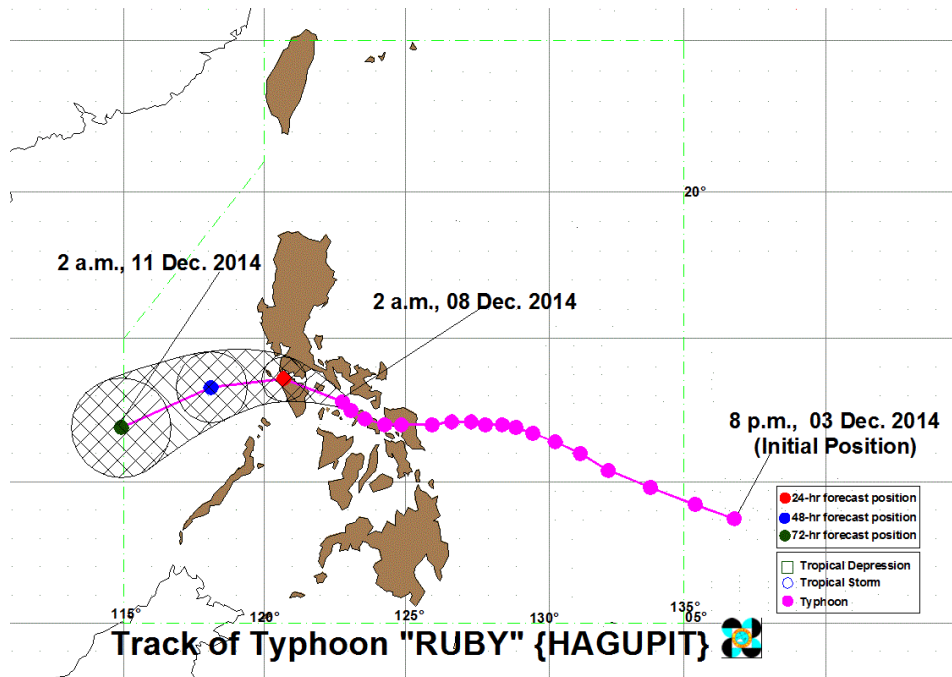 20°
2 a.m., 11 Dec. 2014
2 a.m., 08 Dec. 2014
8 p.m., 03 Dec. 2014
(Initial Position)
24-hr forecast position
48-hr forecast position
72-hr forecast position
Tropical Depression
Tropical Storm
Typhoon
115°
120°
125°
130°
135°
05°
Track of Typhoon "RUBY" {HAGUPIT}